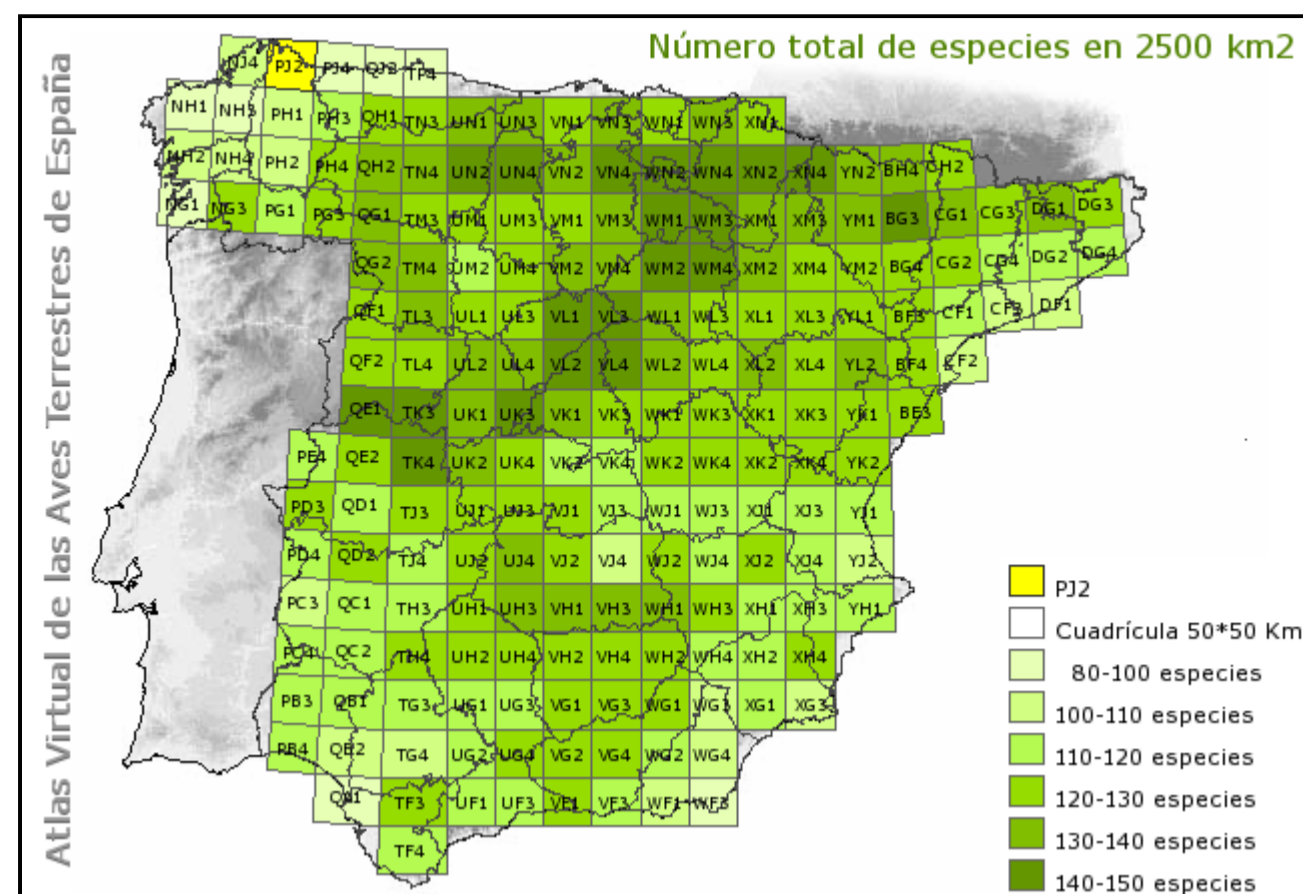 Número total de especies en 2500 km2
Atlas Virtual de las Aves Terrestres de España
NJ4 PJ2 PJ4 QJ3 TP4
NH1 NH3 PH1 PH3 QH1 TN3 UN1 UN3 VN1 VN3 WN1 WN3 XN1
NH2 NH4 PH2 PH4 QH2 TN4 UN2 UN4 VN2 VN4 WN2 WN4 XN2 XN4 YN2 BH4 CH2
NG1 NG3 PG1 PG3 QG1 TM3 UM1 UM3 VM1 VM3 WM1 WM3 XM1 XM3 YM1 BG3 CG1 CG3 DG1 DG3
QG2 TM4 UM2 UM4 VM2 VN4 WM2 WM4 XM2 XM4 YM2 BG4 CG2 CG4 DG2 DG4
QF1 TL3 UL1 UL3 VL1 VL3 WL1 WL3 XL1 XL3 YL1 BF3 CF1 CF3 DF1
QF2 TL4 UL2 UL4 VL2 VL4 WL2 WL4 XL2 XL4 YL2 BF4 CF2
QE1 TK3 UK1 UK3 VK1 VK3 WK1 WK3 XK1 XK3 YK1 BE3
PE4 QE2 TK4 UK2 UK4 VK2 VK4 WK2 WK4 XK2 XK4 YK2
PD3 QD1 TJ3 UJ1 UJ3 VJ1 VJ3 WJ1 WJ3 XJ1 XJ3 YJ1
PD4 QD2 TJ4 UJ2 UJ4 VJ2 VJ4 WJ2 WJ4 XJ2 XJ4 YJ2
PC3 QC1 TH3 UH1 UH3 VH1 VH3 WH1 WH3 XH1 XH3 YH1
PC4 QC2 TH4 UH2 UH4 VH2 VH4 WH2 WH4 XH2 XH4
PB3 QB1 TG3 UG1 UG3 VG1 VG3 WG1 WG3 XG1 XG3
PB4 QB2 TG4 UG2 UG4 VG2 VG4 WG2 WG4
QA1 TF3 UF1 UF3 VF1 VF3 WF1 WF3
TF4
PJ2
Cuadrícula 50*50 Km
80-100 especies
100-110 especies
110-120 especies
120-130 especies
130-140 especies
140-150 especies